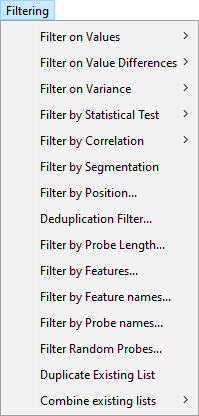 Filtering
Filter on Values
Filter on Value Differences
Filter on Variance
Filter by Statistical Test
Filter by Correlation
Filter by Segmentation
Filter by Position...
Deduplication Filter...
Filter by Probe Length...
Filter by Features...
Filter by Feature names...
Filter by Probe names...
Filter Random Probes...
Duplicate Existing List
Combine existing lists